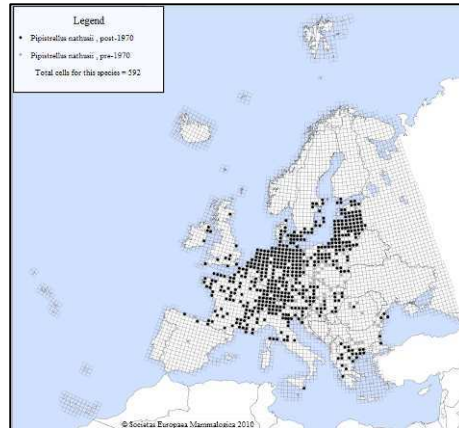 Legend
Pipistrellus nathusii , post-1970
Pipistrellus nathusii , pre-1970
Total cells for this species = 592
© Societas Europaea Mammalogica 2010